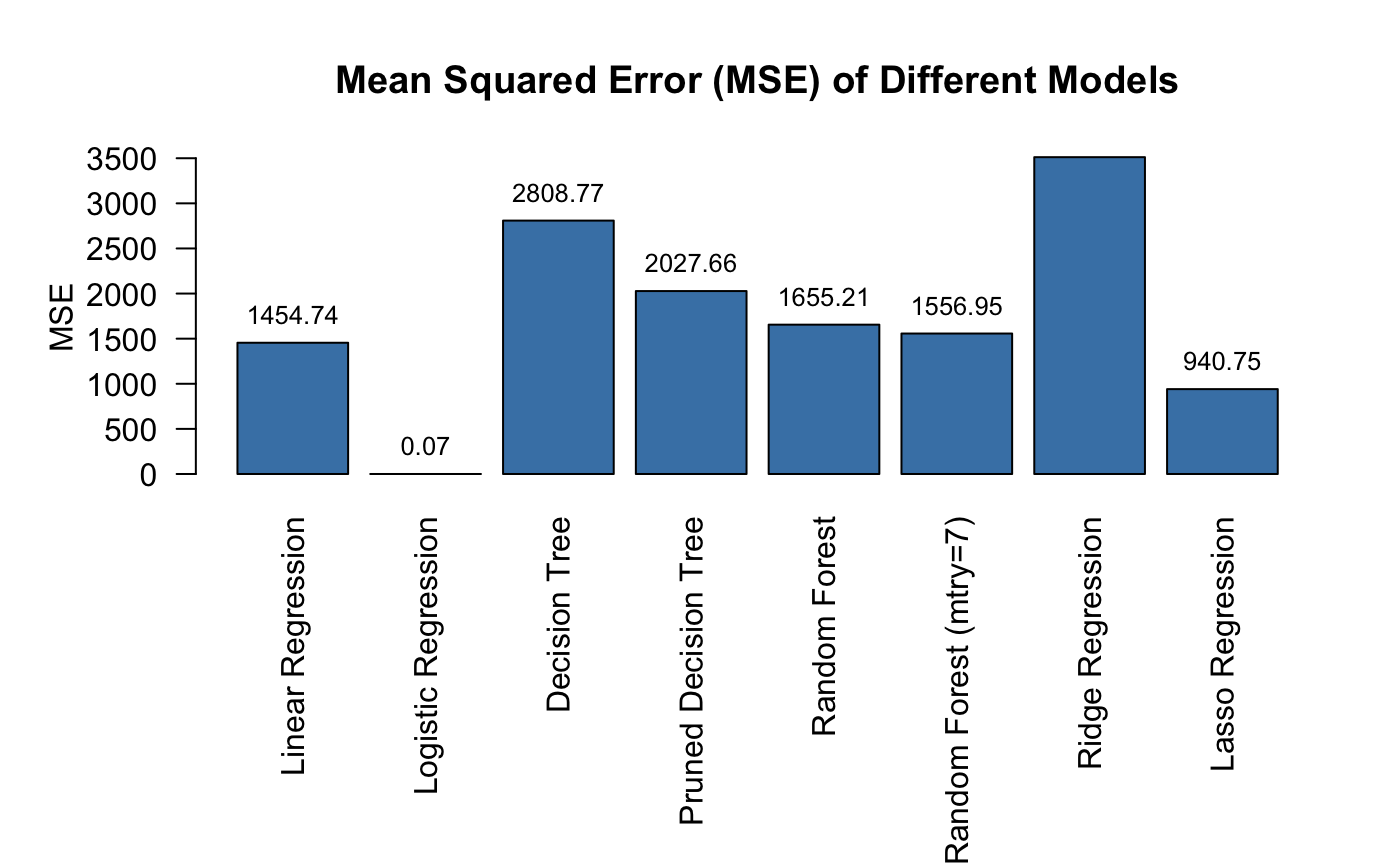 Mean Squared Error (MSE) of Different Models
MSE
3500
3000
2500
2000
1500
1000
500
0
1454.74
0.07
2808.77
2027.66
1655.21
1556.95
940.75
Linear Regression
Logistic Regression
Decision Tree
Pruned Decision Tree
Random Forest
Random Forest (mtry=7)
Ridge Regression
Lasso Regression